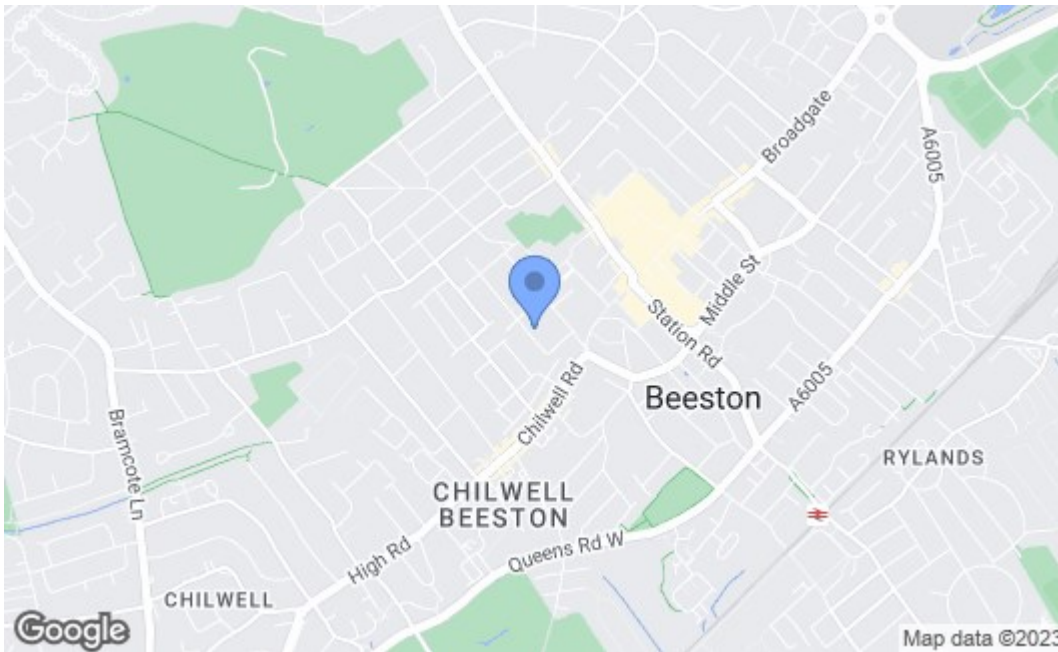 Broadgate
A6005
Middle St
Station Rd
Beeston
A6005
Chilwell Rd
RYLANDS
Bramcote Ln
CHILWELL
BEESTON
Queens Rd W
High Rd
CHILWELL
Google
Map data ©2023